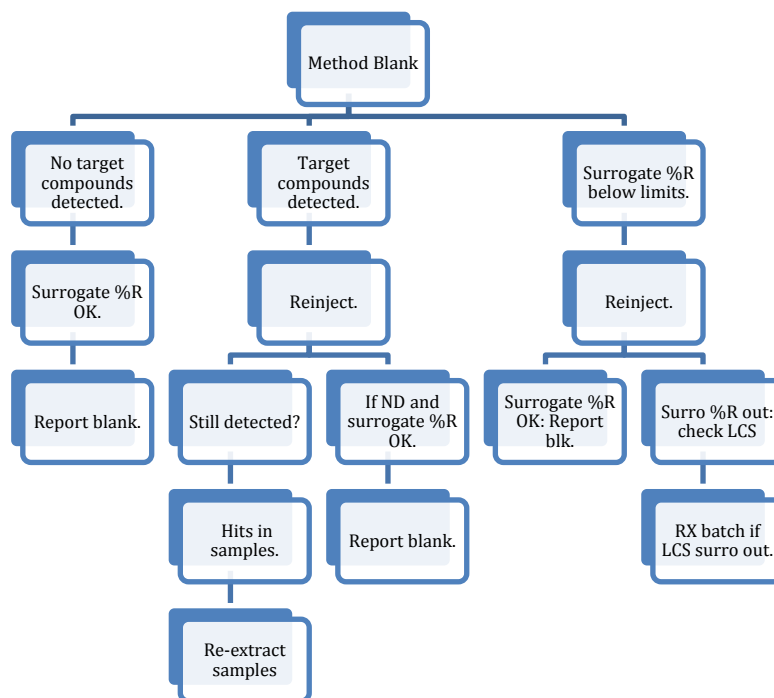 Method Blank
No target
compounds
detected.
Target
compounds
detected.
Surrogate %R
below limits.
Surrogate %R
OK.
Reinject.
Reinject.
Report blank.
Still detected?
If ND and
surrogate %R
OK.
Surrogate %R
OK: Report
blk.
Surro %R out:
check LCS
Hits in
samples.
Report blank.
RX batch if
LCS surro out.
Re-extract
samples